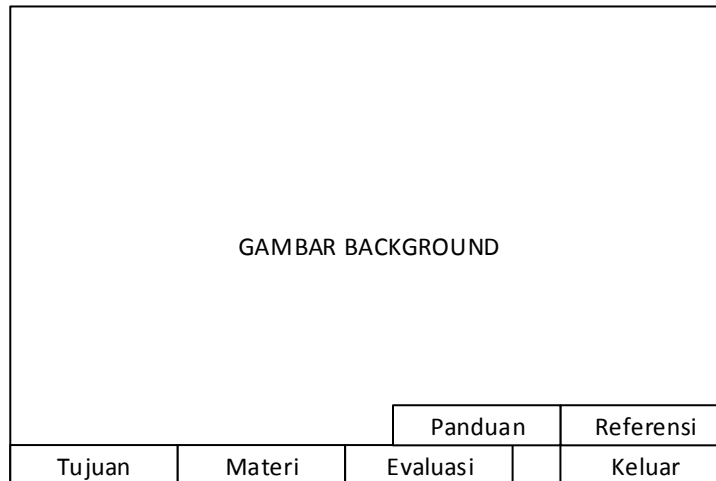 GAMBAR BACKGROUND
Panduan Referensi
Tujuan Materi Evaluasi Keluar